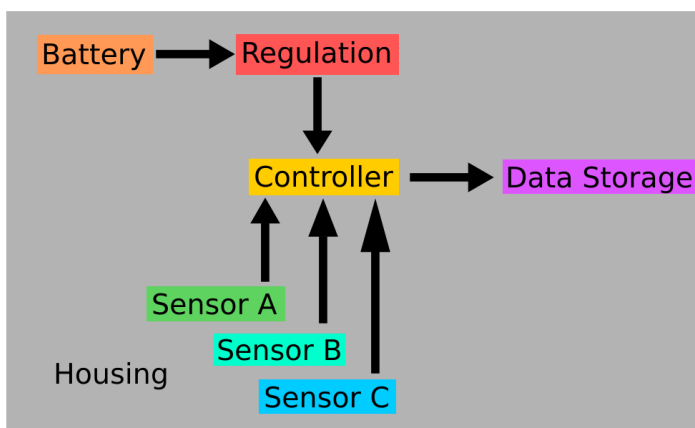 Battery
Regulation
Controller
Data Storage
Sensor A
Sensor B
Housing
Sensor C